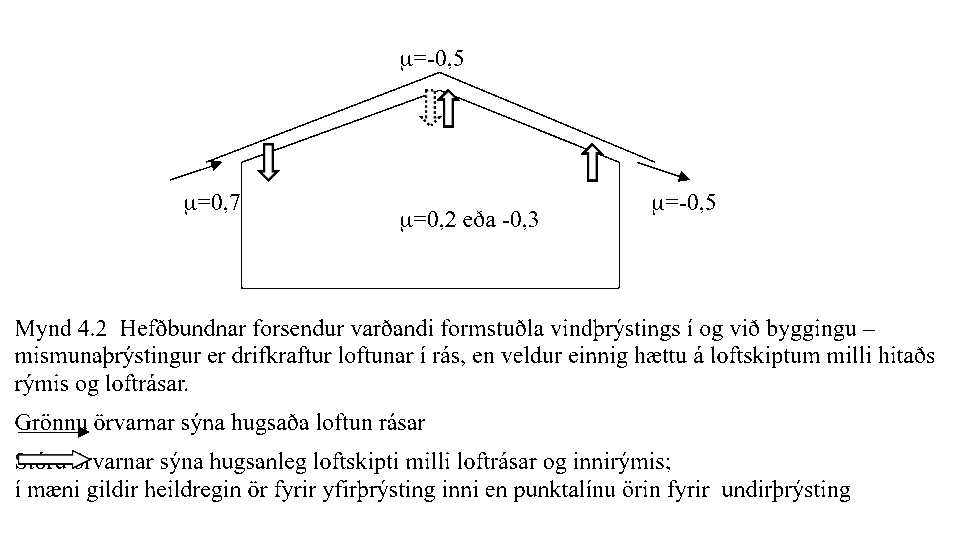 μ=-0,5
μ=0,7
μ=0,2 eða -0,3
μ=-0,5
Mynd 4.2 Hefðbundnar forsendur varðandi formstuðla vindþrýstings í og við byggingu –
mismunaþrýstingur er drifkraftur loftunar í rás, en veldur einnig hættu á loftskiptum milli hitaðs
rýmis og loftrásar.
Grönnu örvarnar sýna hugsaða loftun rásar
örvarnar sýna hugsanleg loftskipti milli loftrásar og innirýmis;
í mæni gildir heildregin ör fyrir yfirþrýsting inni en punktalínu örin fyrir undirþrýsting